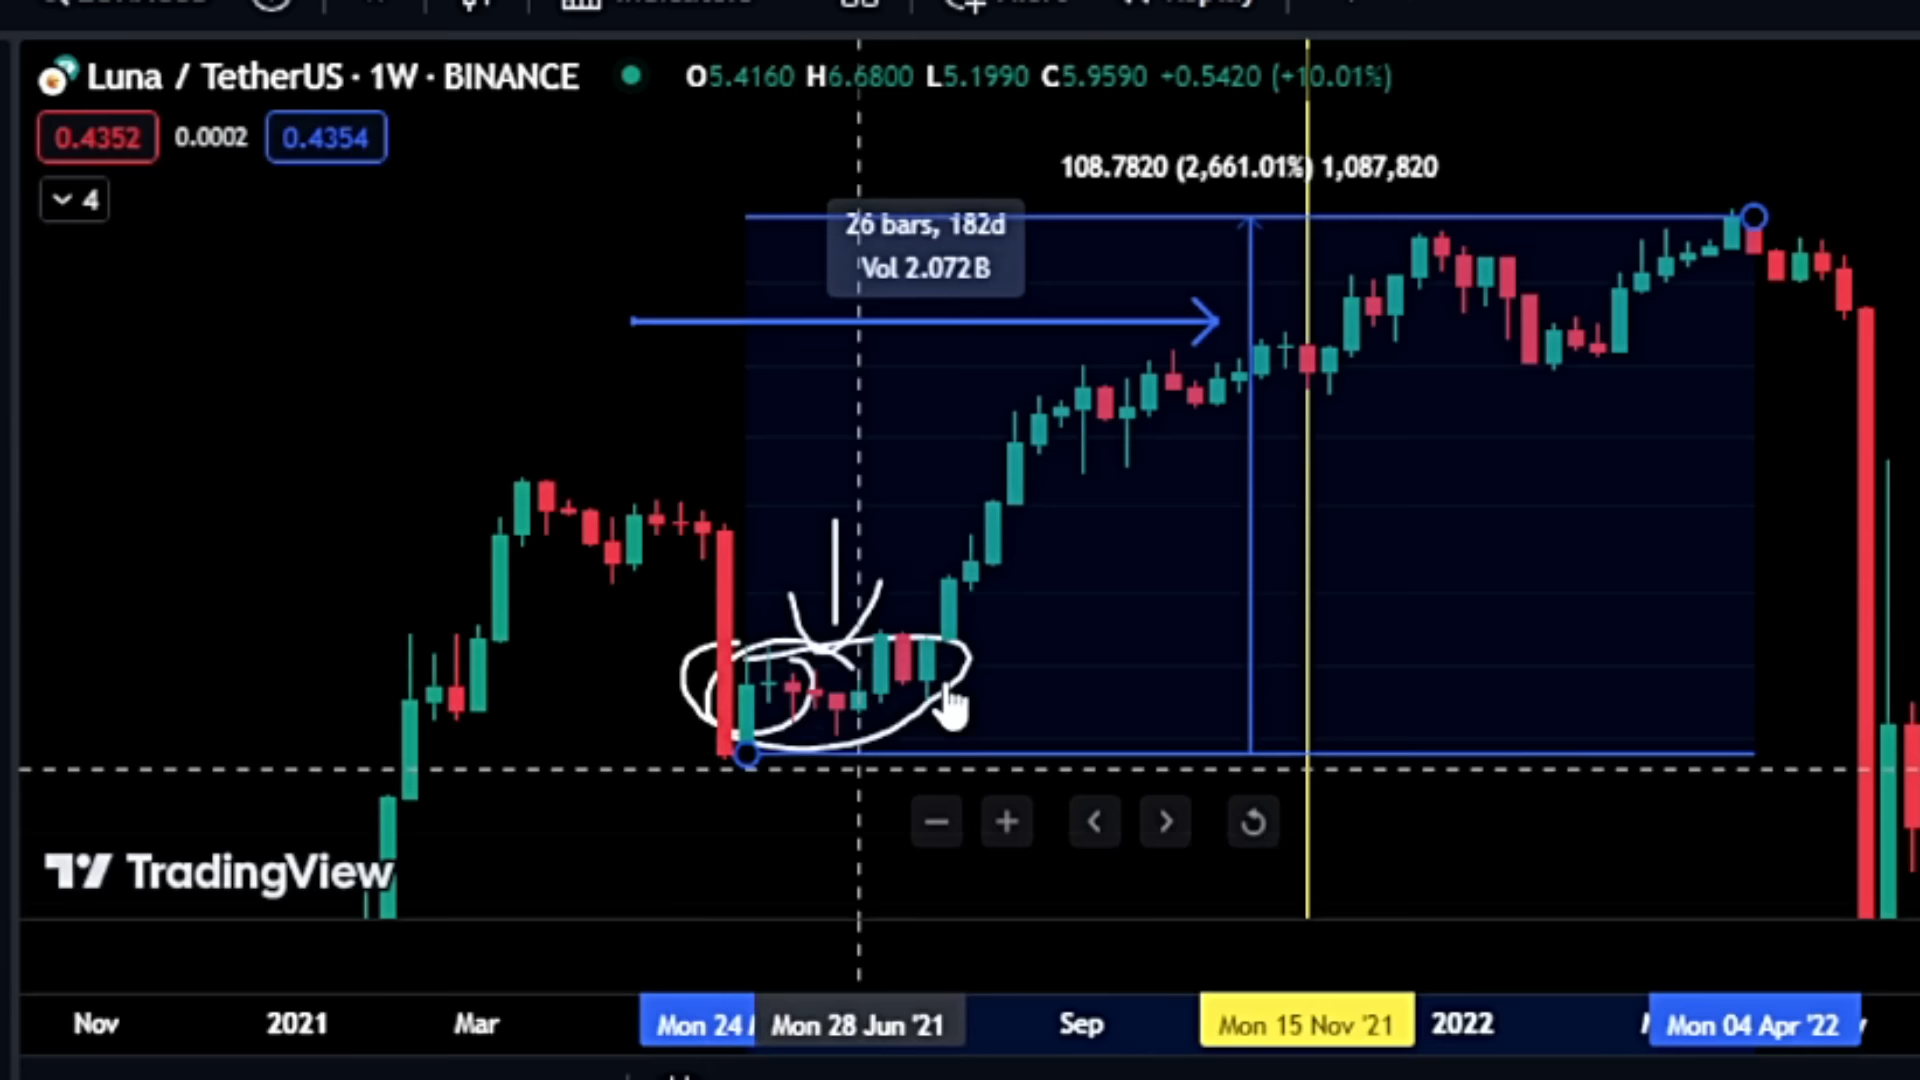 Luna / TetherUS · 1W · BINANCE
O5.4160 H6.6800 L5.1990 C5.9590 +0.5420 (+10.01%)
0.4352 0.0002 0.4354
4
108.7820 (2,661.01%) 1,087,820
26 bars, 182d
Vol 2.072B
TradingView
Nov 2021 Mar Mon 24 Mon 28 Jun '21 Sep Mon 15 Nov '21 2022 Mon 04 Apr '22